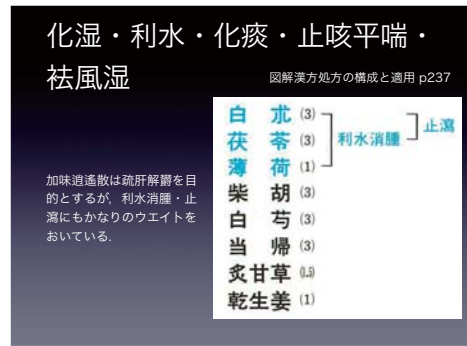 化湿・利水・化痰・止咳平喘・
祛風湿
図解漢方処方の構成と適用 p237
加味逍遙散は疏肝解欝を目
的とするが，利水消腫・止
瀉にもかなりのウエイトを
おいている.
白朮 (3)
茯苓 (3)
薄荷 (1)
利水消腫
止瀉
柴胡 (3)
白芍 (3)
当帰 (3)
炙甘草 (1.5)
乾生姜 (1)